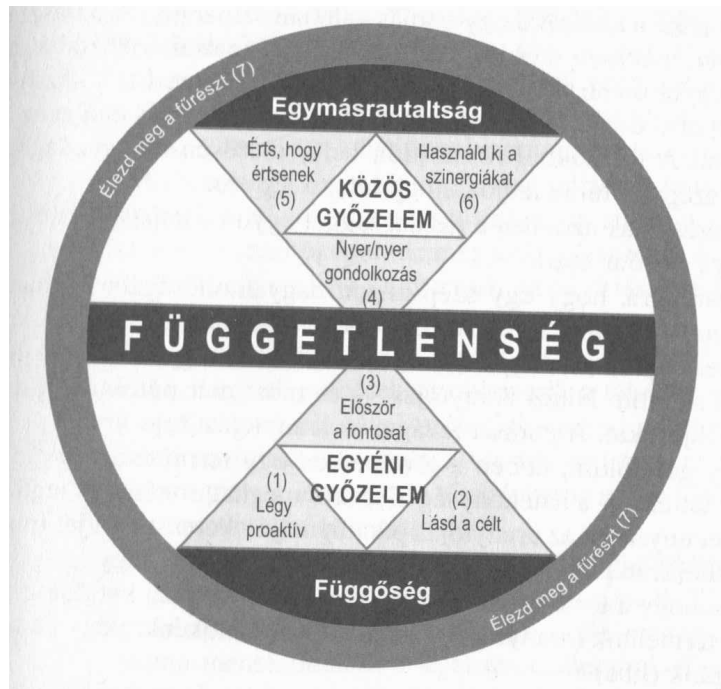 Élezd meg a fűrészt (7)
Egymásrautaltság
Érts, hogy
értsenek
(5)
Használd ki a
szinergiákat
(6)
KÖZÖS
GYŐZELEM
Nyer/nyer
gondolkozás
(4)
FÜGGETLENSÉG
(3)
Először
a fontosat
EGYÉNI
GYŐZELEM
(1)
Légy
proaktív
(2)
Lásd a célt
Függőség
Élezd meg a fűrészt (7)